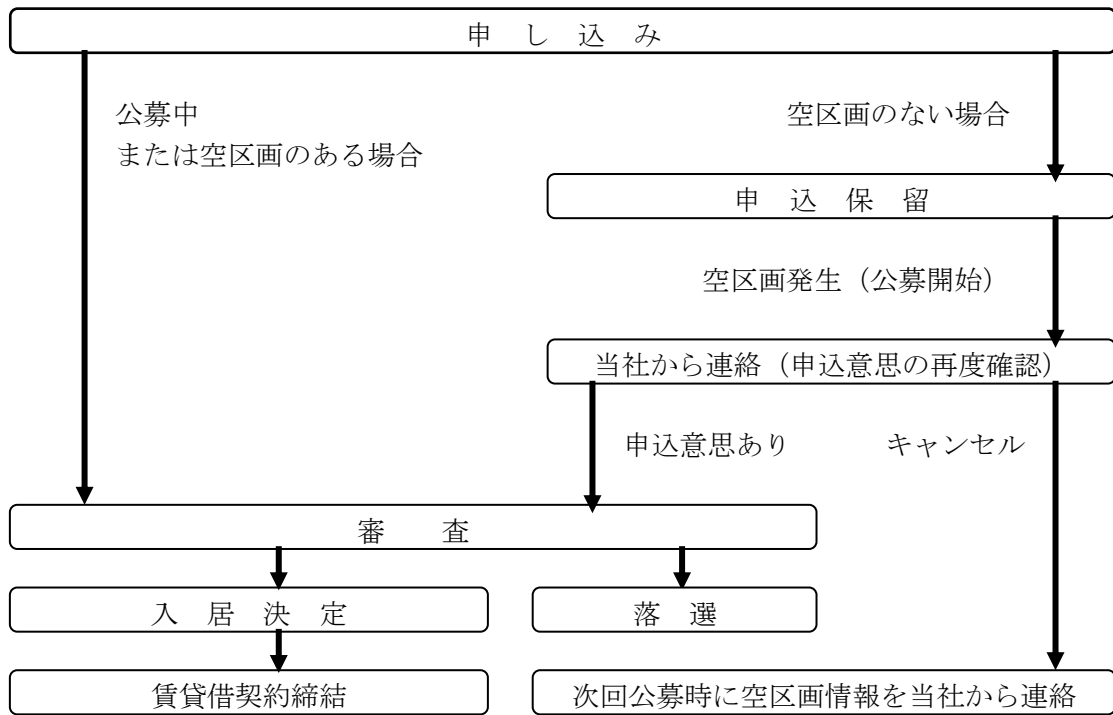 申 し 込 み
公募中
または空区画のある場合
空区画のない場合
申 込 保 留
空区画発生（公募開始）
当社から連絡（申込意思の再度確認）
申込意思あり
キャンセル
審 査
入 居 決 定
落 選
賃貸借契約締結
次回公募時に空区画情報を当社から連絡